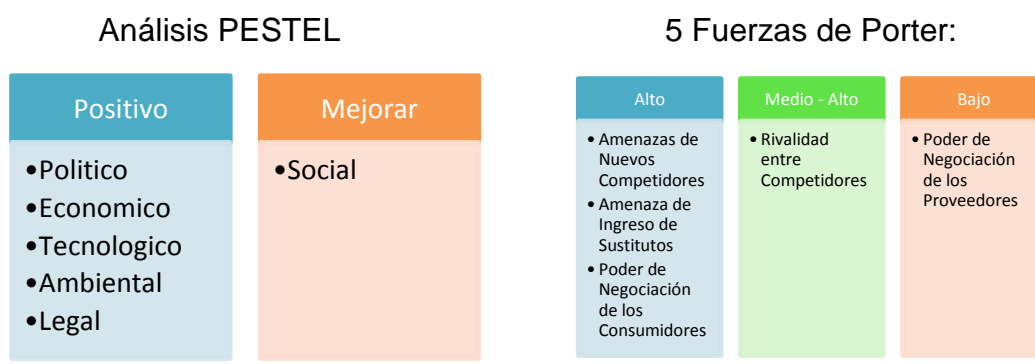 Análisis PESTEL
Positivo
•Politico
•Economico
•Tecnologico
•Ambiental
•Legal
Mejorar
•Social
5 Fuerzas de Porter:
Alto
• Amenazas de
Nuevos
Competidores
• Amenaza de
Ingreso de
Sustitutos
• Poder de
Negociación
de los
Consumidores
Medio - Alto
• Rivalidad
entre
Competidores
Bajo
• Poder de
Negociación
de los
Proveedores